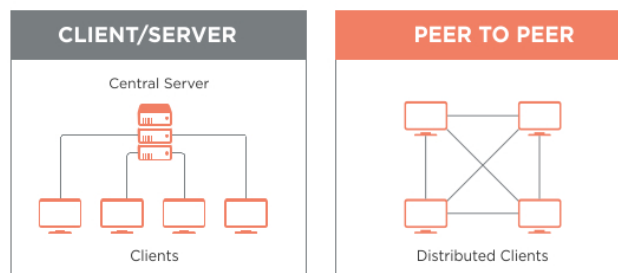 CLIENT/SERVER
Central Server
Clients
PEER TO PEER
Distributed Clients